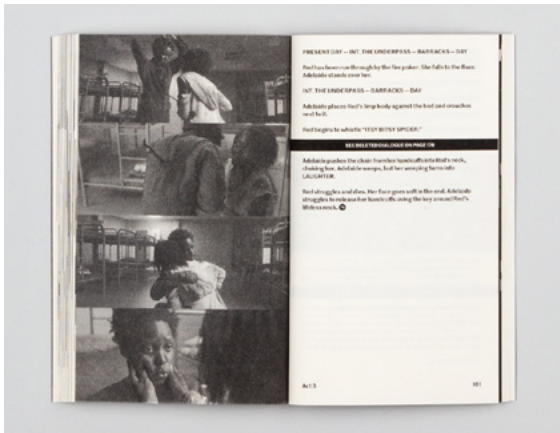 PRESENT DAY – INT. THE UNDERPASS – BARRACKS – DAY
Red has been run through by the fire poker. She falls to the floor.
Adelaide stands over her.
INT. THE UNDERPASS – BARRACKS – DAY
Adelaide places Red's limp body against the bed and crouches
next to it.
Red begins to whistle "ITSY BITSY SPIDER."
SEE DELETED DIALOGUE ON PAGE
Adelaide pushes the chain from her handcuffs into Red's neck,
choking her. Adelaide weeps, but her weeping turns into
LAUGHTER.
Red struggles and dies. Her face goes soft in the end. Adelaide
struggles to release her handcuffs using the key around Red's
lifeless neck.
Act 3